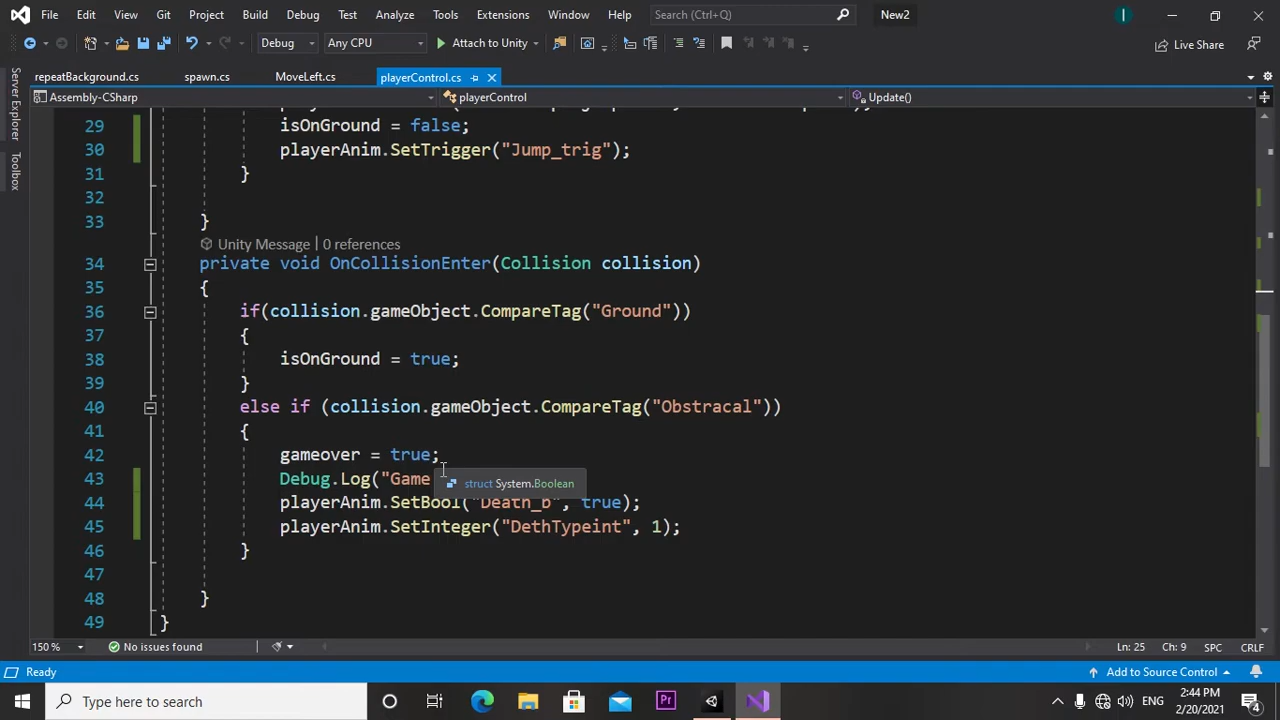 File Edit View Git Project Build Debug Test Analyze Tools Extensions Window Help Search (Ctrl+Q) New2
Debug Any CPU Attach to Unity Live Share
repeatBackground.cs spawn.cs MoveLeft.cs playerControl.cs
Assembly-CSharp playerControl Update()
Server Explorer
Toolbox
29 isOnGround = false;
30 playerAnim.SetTrigger("Jump_trig");
31 }
32
33 }
Unity Message | 0 references
34 private void OnCollisionEnter(Collision collision)
35 {
36 if(collision.gameObject.CompareTag("Ground"))
37 {
38 isOnGround = true;
39 }
40 else if (collision.gameObject.CompareTag("Obstracal"))
41 {
42 gameover = true;
43 Debug.Log("Game
struct System.Boolean
44 playerAnim.SetBool("Death_b", true);
45 playerAnim.SetInteger("DethTypeint", 1);
46 }
47
48 }
49 }
150 % No issues found Ln: 25 Ch: 9 SPC CRLF
Ready Add to Source Control
Type here to search Pr ENG 2:44 PM
2/20/2021 4